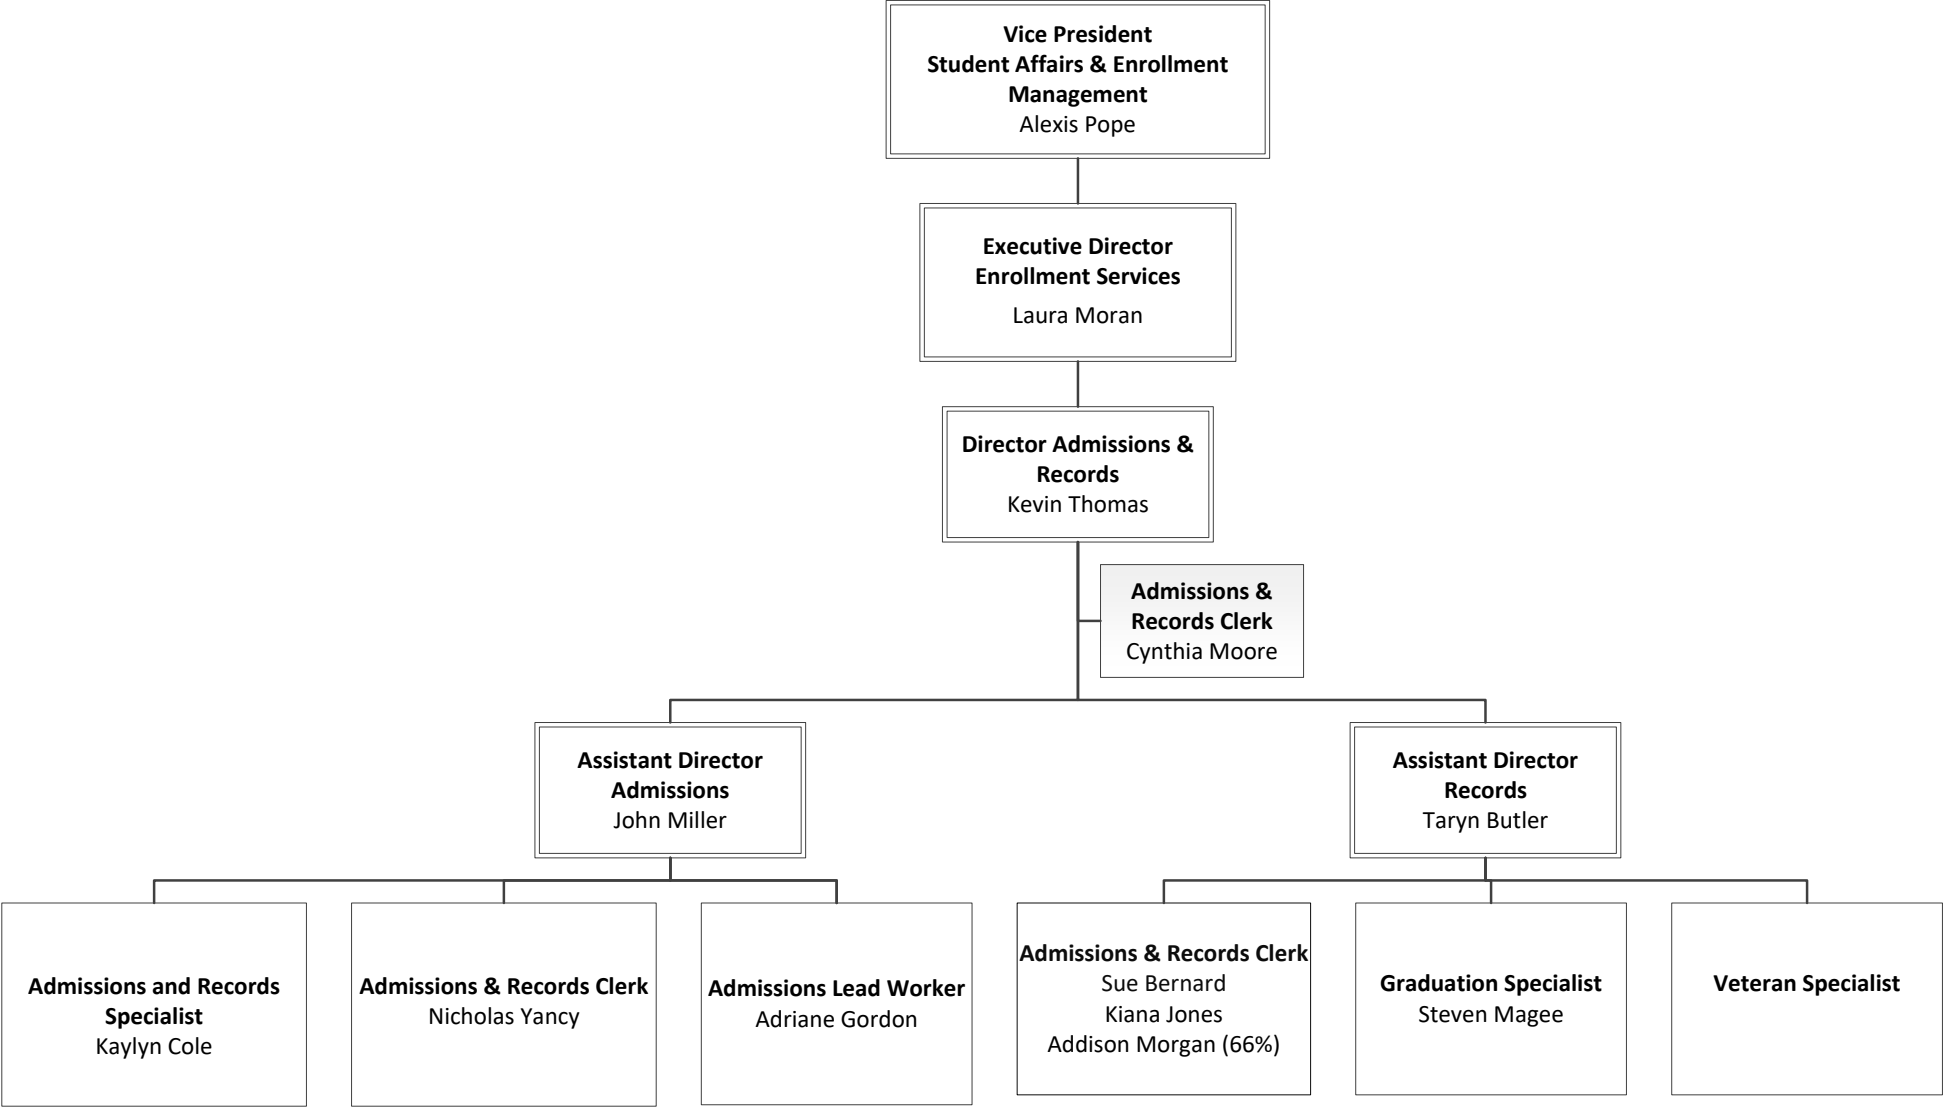 Vice President
Student Affairs & Enrollment
Management
Alexis Pope
Executive Director
Enrollment Services
Laura Moran
Director Admissions &
Records
Kevin Thomas
Admissions &
Records Clerk
Cynthia Moore
Assistant Director
Admissions
John Miller
Assistant Director
Records
Taryn Butler
Admissions and Records
Specialist
Kaylyn Cole
Admissions & Records Clerk
Nicholas Yancy
Admissions Lead Worker
Adriane Gordon
Admissions & Records Clerk
Sue Bernard
Kiana Jones
Addison Morgan (66%)
Graduation Specialist
Steven Magee
Veteran Specialist